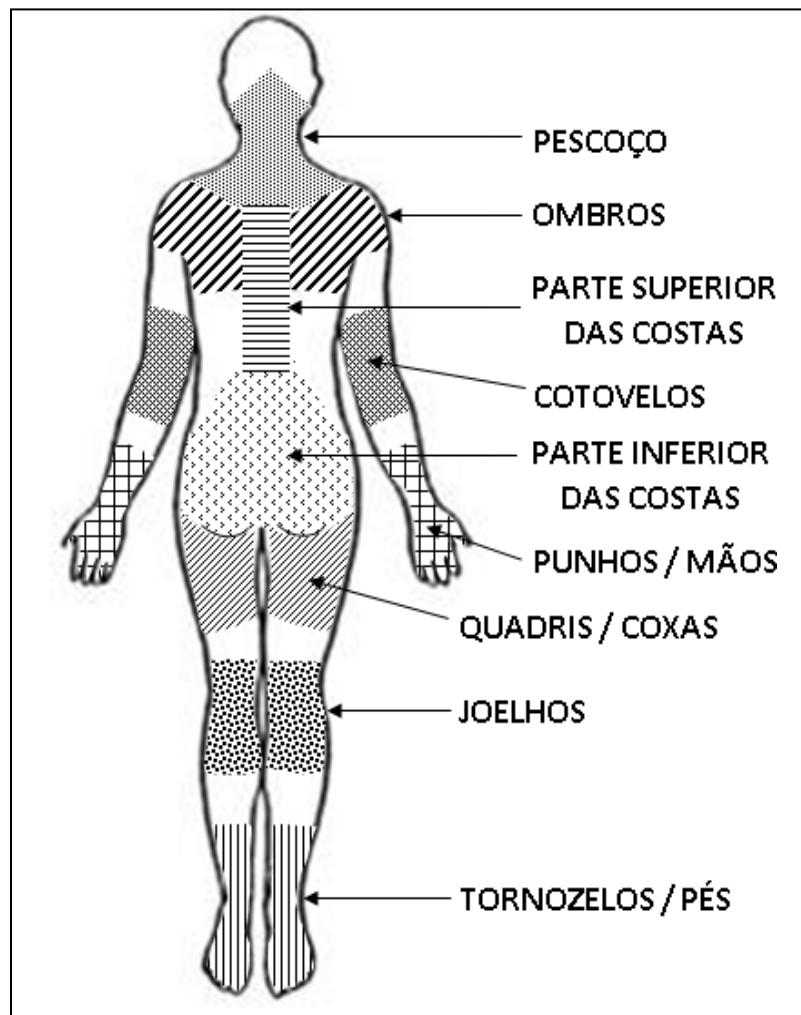 PESCOÇO
OMBROS
PARTE SUPERIOR
DAS COSTAS
COTOVELOS
PARTE INFERIOR
DAS COSTAS
PUNHOS / MÃOS
QUADRIS / COXAS
JOELHOS
TORNOZELOS / PÉS